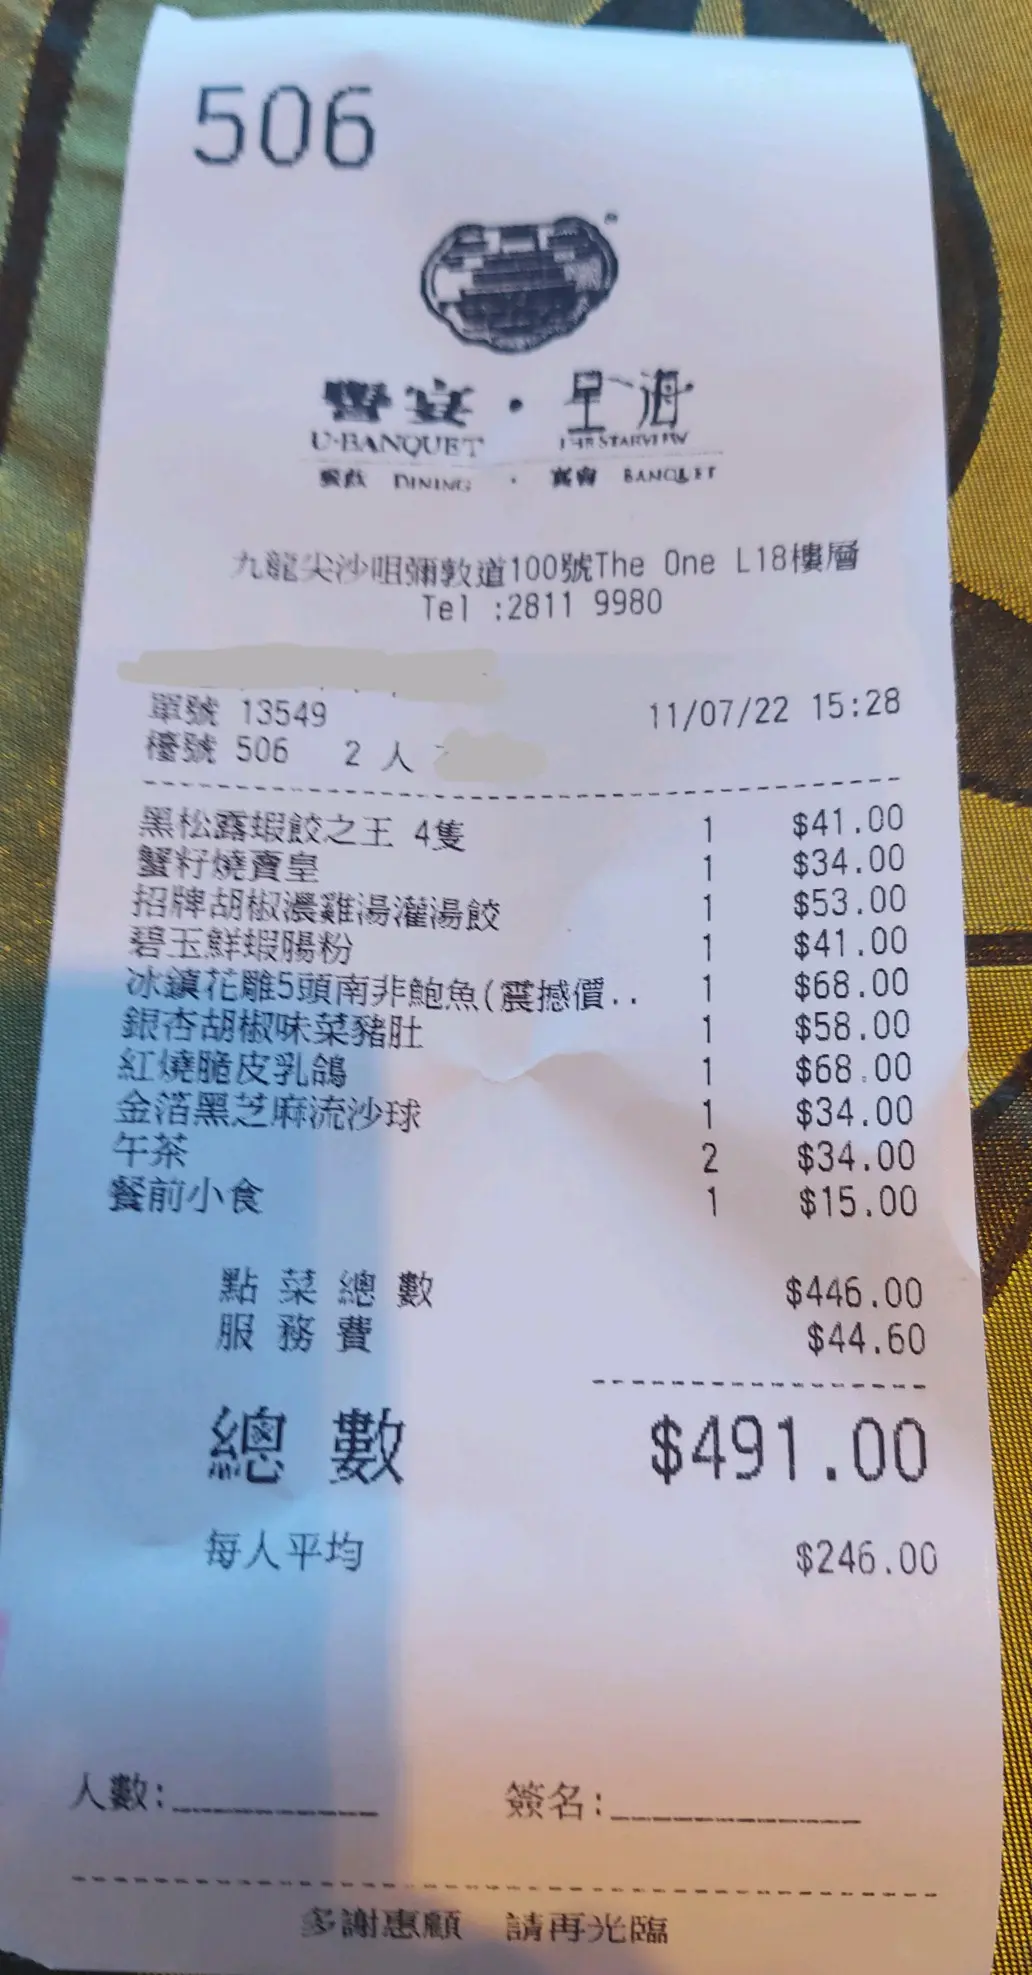 506
譽宴・星海
U-BANQUET THE STARVIEW
餐飲 DINING · 宴會 BANQUET
九龍尖沙咀彌敦道100號The One L18樓層
Tel :2811 9980
單號 13549 11/07/22 15:28
檯號 506 2 人
黑松露蝦餃之王 4隻 1 $41.00
蟹籽燒賣皇 1 $34.00
招牌胡椒濃雞湯灌湯餃 1 $53.00
碧玉鮮蝦腸粉 1 $41.00
冰鎮花雕5頭南非鮑魚(震撼價.. 1 $68.00
銀杏胡椒味菜豬肚 1 $58.00
紅燒脆皮乳鴿 1 $68.00
金箔黑芝麻流沙球 1 $34.00
午茶 2 $34.00
餐前小食 1 $15.00
點菜總數 $446.00
服務費 $44.60
總數 $491.00
每人平均 $246.00
人數: 簽名:
多謝惠顧 請再光臨